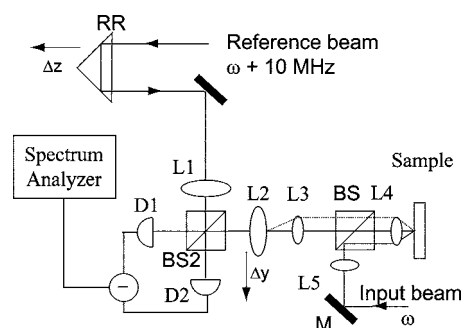 RR
Reference beam
Δz
ω + 10 MHz
Spectrum
Analyzer
L1
Sample
D1
L2
L3
BS
L4
BS2
D2
Δy
L5
Input beam
M
ω
−